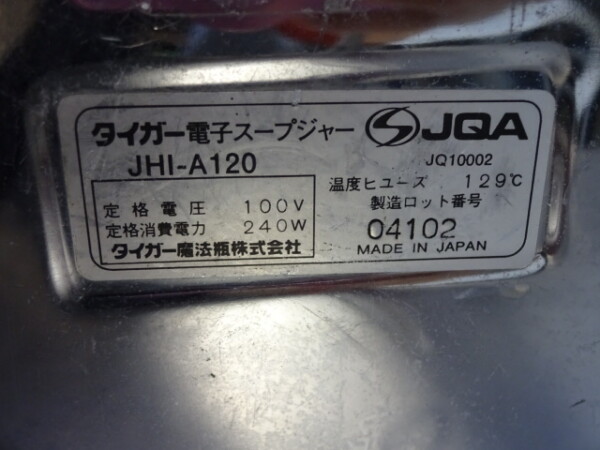 タイガー電子スープジャー
JQA
JHI-A120
JQ10002
温度ヒューズ 129℃
製造ロット番号
04102
MADE IN JAPAN
定格電圧 100V
定格消費電力 240W
タイガー魔法瓶株式会社